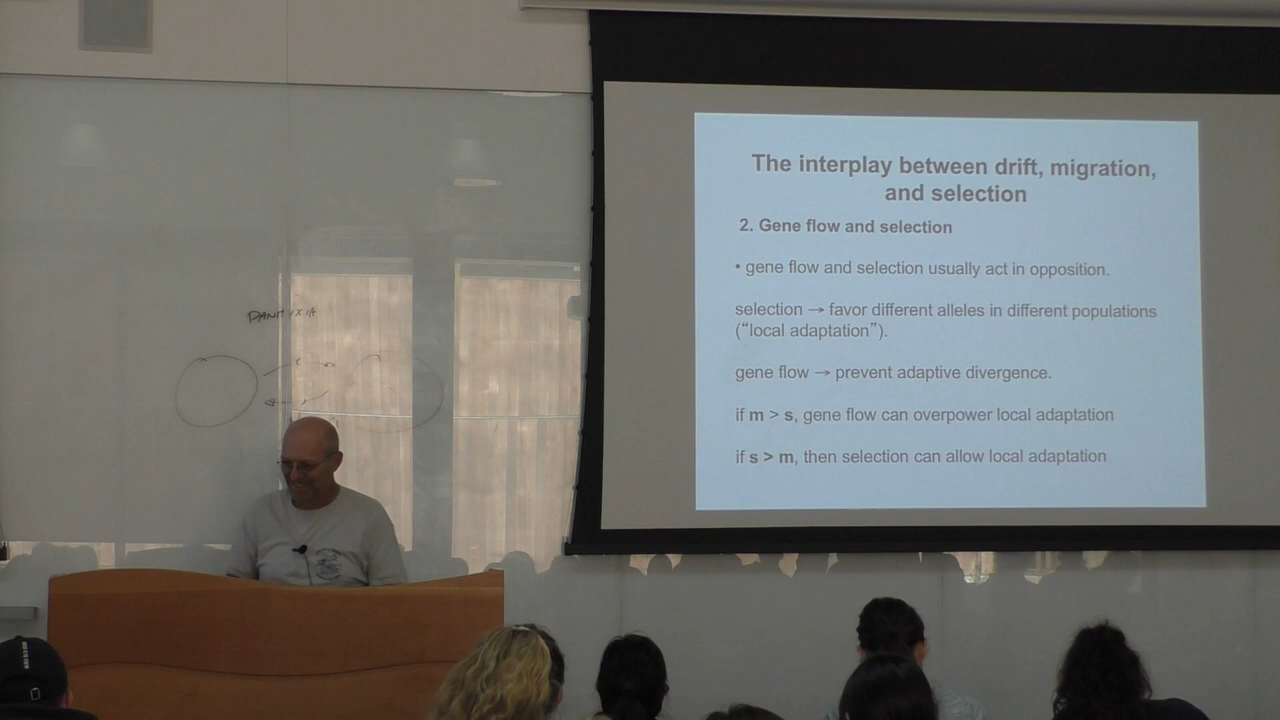 PANMIXIA
The interplay between drift, migration,
and selection
2. Gene flow and selection
• gene flow and selection usually act in opposition.
selection → favor different alleles in different populations
(“local adaptation”).
gene flow → prevent adaptive divergence.
if m > s, gene flow can overpower local adaptation
if s > m, then selection can allow local adaptation